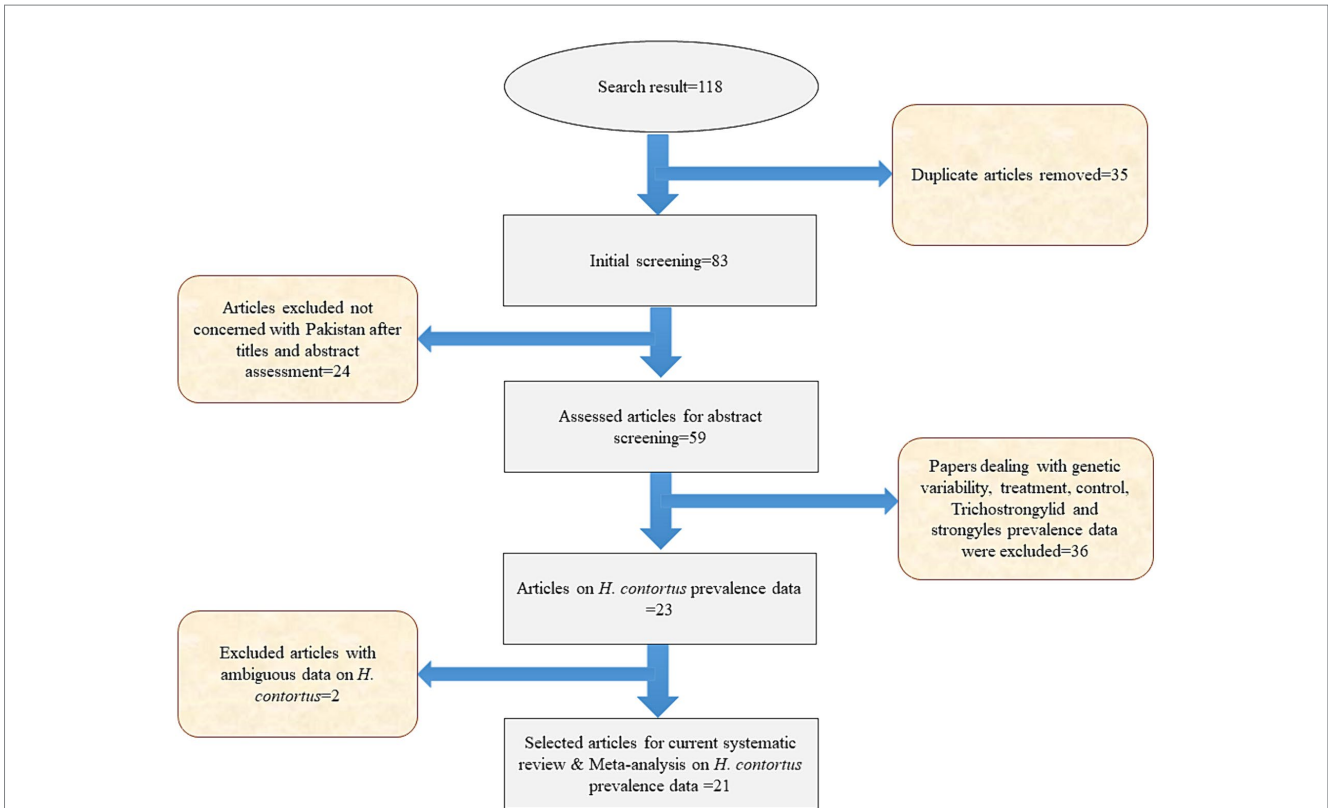 Search result=118
Duplicate articles removed=35
Initial screening=83
Articles excluded not
concerned with Pakistan after
titles and abstract
assessment=24
Assessed articles for abstract
screening=59
Papers dealing with genetic
variability, treatment, control,
Trichostrongylid and
strongyles prevalence data
were excluded=36
Articles on H. contortus prevalence data
=23
Excluded articles with
ambiguous data on H.
contortus=2
Selected articles for current systematic
review & Meta-analysis on H. contortus
prevalence data =21